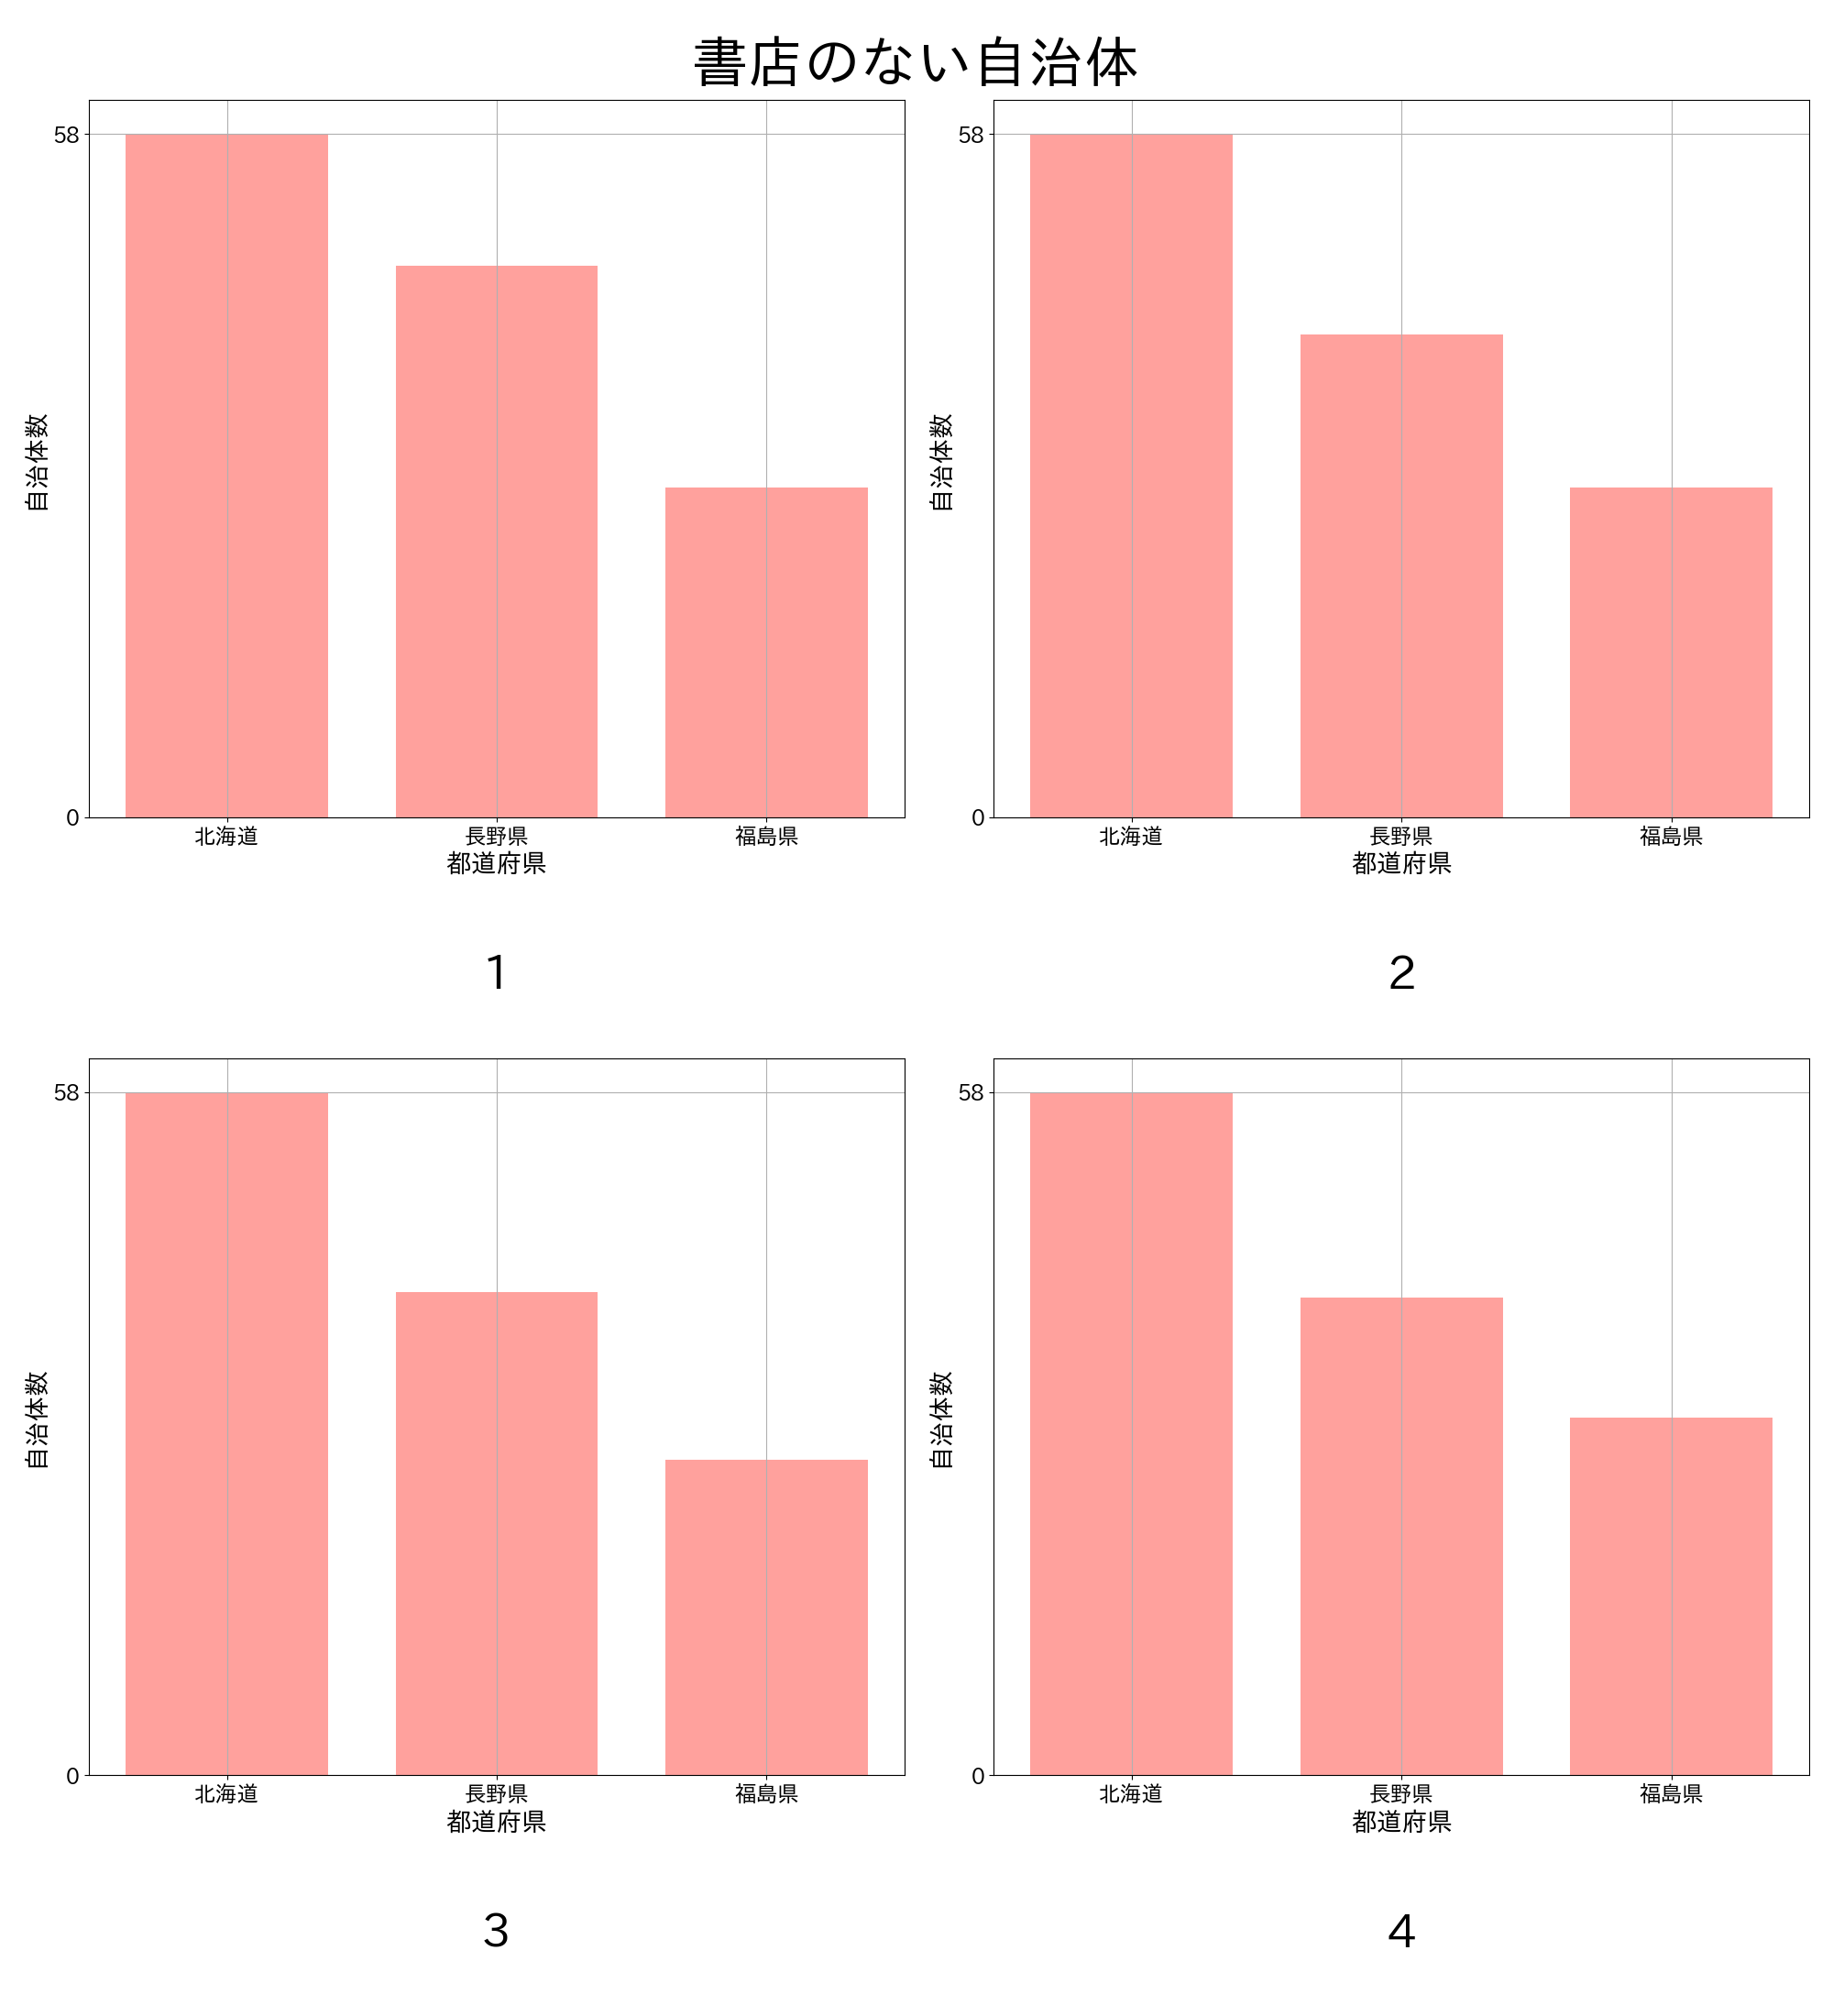 書店のない自治体
58
0
自治体数
北海道
長野県
福島県
都道府県
1
58
0
自治体数
北海道
長野県
福島県
都道府県
2
58
0
自治体数
北海道
長野県
福島県
都道府県
3
58
0
自治体数
北海道
長野県
福島県
都道府県
4